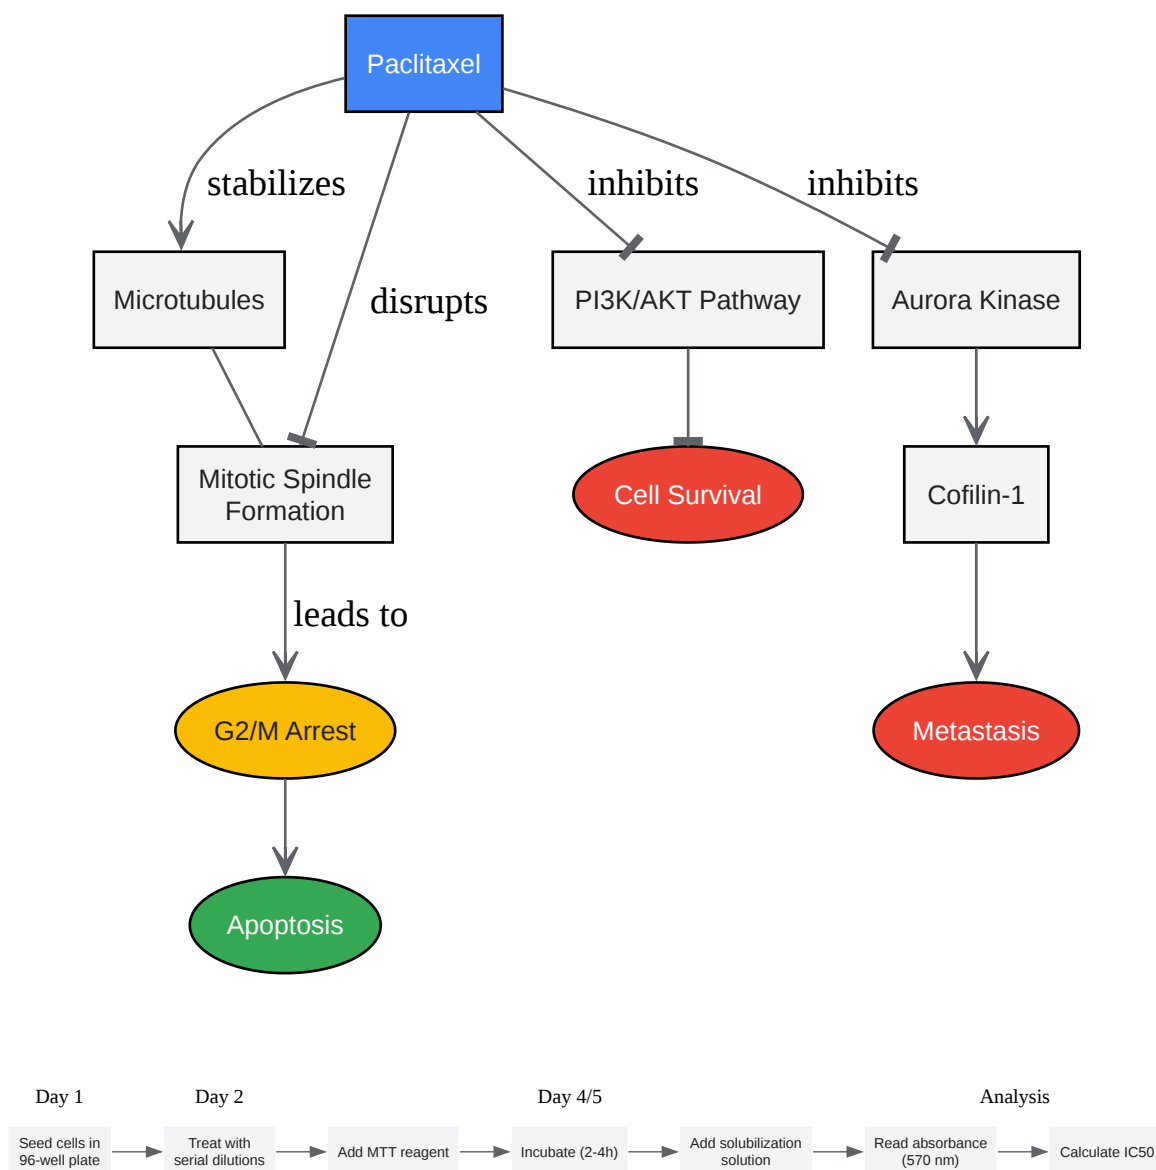 Paclitaxel
stabilizes
inhibits
inhibits
Microtubules
disrupts
PI3K/AKT Pathway
Aurora Kinase
Mitotic Spindle
Formation
Cell Survival
Cofilin-1
leads to
G2/M Arrest
Metastasis
Apoptosis
Day 1
Day 2
Day 4/5
Analysis
Seed cells in
96-well plate
Treat with
serial dilutions
Add MTT reagent
Incubate (2-4h)
Add solubilization
solution
Read absorbance
(570 nm)
Calculate IC50